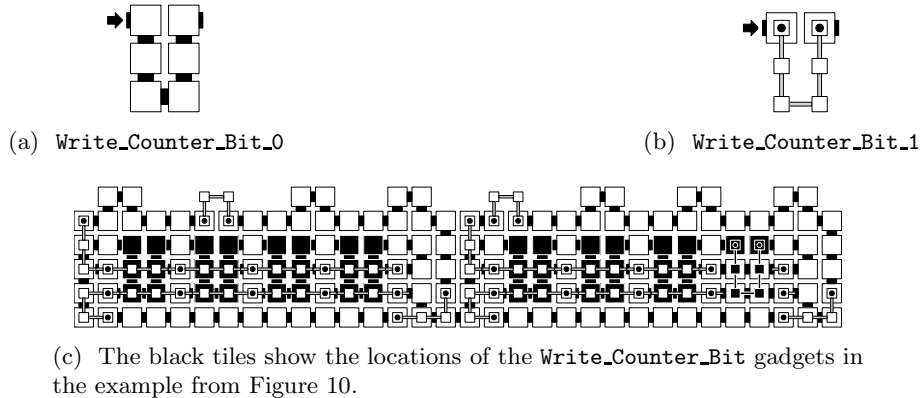 (a) Write_Counter_Bit_0
(b) Write_Counter_Bit_1
(c) The black tiles show the locations of the Write_Counter_Bit gadgets in
the example from Figure 10.